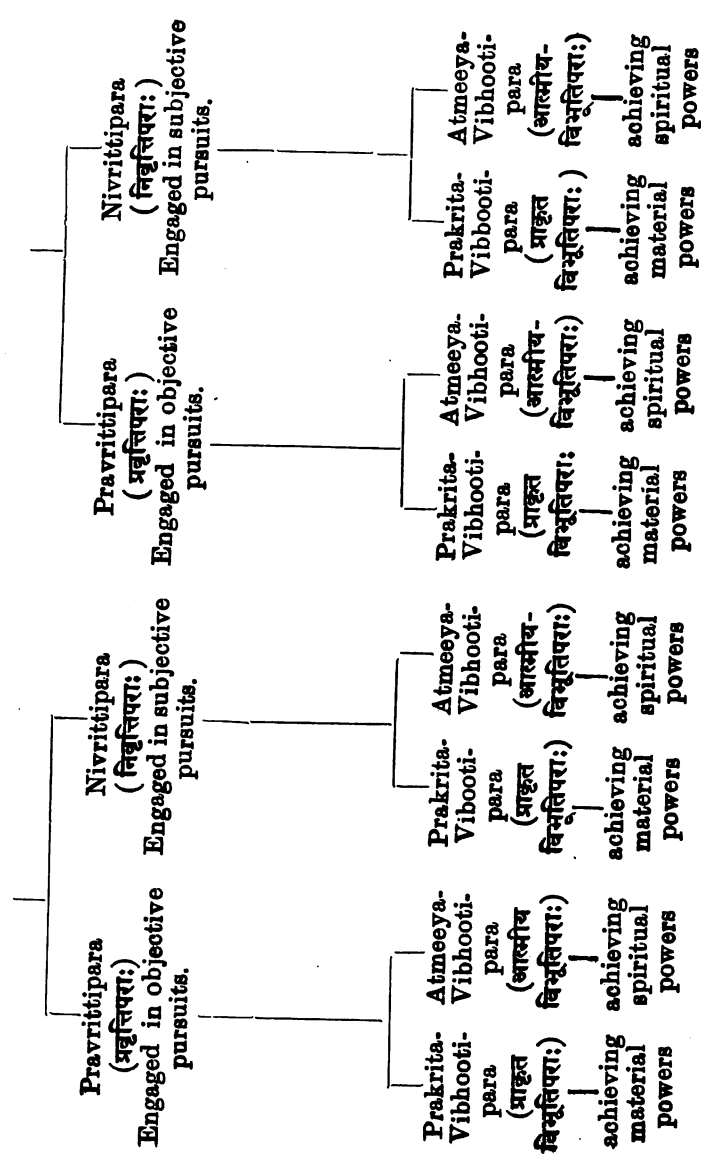 Pravrittipara
(प्रवृत्तिपराः)
Engaged in objective
pursuits.
Nivrittipara
(निवृत्तिपराः)
Engaged in subjective
pursuits.
Pravrittipara
(प्रवृत्तिपराः)
Engaged in objective
pursuits.
Nivrittipara
(निवृत्तिपराः)
Engaged in subjective
pursuits.
Prakrita-
Vibhooti-
para
(प्राकृत
विभूतिपराः)
achieving
material
powers
Atmeeya-
Vibhooti-
para
(आत्मीय
विभूतिपराः)
achieving
spiritual
powers
Prakrita-
Vibooti-
para
(प्राकृत
विभूतिपराः)
achieving
material
powers
Atmeeya-
Vibhooti-
para
(आत्मीय-
विभूतिपराः)
achieving
spiritual
powers
Prakrita-
Vibhooti-
para
(प्राकृत
विभूतिपराः
achieving
material
powers
Atmeeya-
Vibhooti-
para
(आत्मीय-
विभूतिपराः)
achieving
spiritual
powers
Prakrita-
Vibbooti-
para
(प्राकृत
विभूतिपराः)
achieving
material
powers
Atmeeya-
Vibhooti-
para
(आत्मीय-
विभूतिपराः)
achieving
spiritual
powers